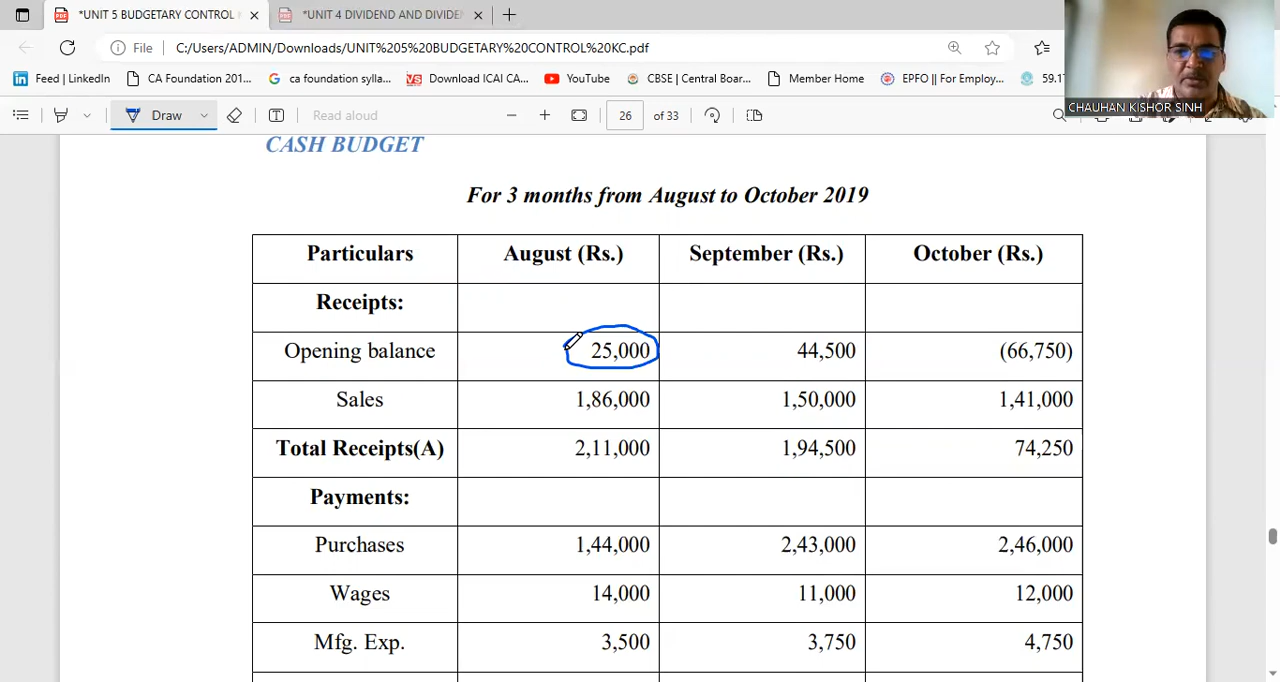 *UNIT 5 BUDGETARY CONTROL
*UNIT 4 DIVIDEND AND DIVIDE
File C:/Users/ADMIN/Downloads/UNIT%205%20BUDGETARY%20CONTROL%20KC.pdf
Feed | LinkedIn CA Foundation 201... ca foundation sylla... Download ICAI CA... YouTube CBSE | Central Boar... Member Home EPFO || For Employ... 59.1
CHAUHAN KISHOR SINH
Draw Read aloud 26 of 33
CASH BUDGET
For 3 months from August to October 2019
Particulars August (Rs.) September (Rs.) October (Rs.)
Receipts:
Opening balance 25,000 44,500 (66,750)
Sales 1,86,000 1,50,000 1,41,000
Total Receipts(A) 2,11,000 1,94,500 74,250
Payments:
Purchases 1,44,000 2,43,000 2,46,000
Wages 14,000 11,000 12,000
Mfg. Exp. 3,500 3,750 4,750